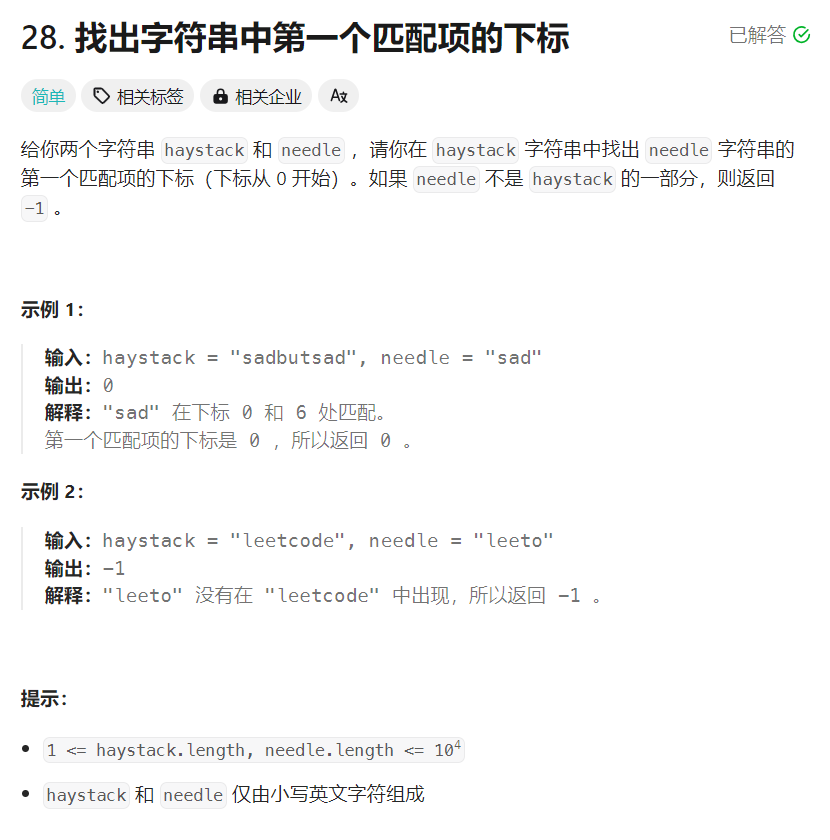 28. 找出字符串中第一个匹配项的下标
已解答
简单 相关标签 相关企业 Aあ
给你两个字符串 haystack 和 needle ，请你在 haystack 字符串中找出 needle 字符串的
第一个匹配项的下标（下标从 0 开始）。如果 needle 不是 haystack 的一部分，则返回
-1 。
示例 1：
输入：haystack = "sadbutsad", needle = "sad"
输出：0
解释："sad" 在下标 0 和 6 处匹配。
第一个匹配项的下标是 0 ，所以返回 0 。
示例 2：
输入：haystack = "leetcode", needle = "leeto"
输出：-1
解释："leeto" 没有在 "leetcode" 中出现，所以返回 -1 。
提示：
1 <= haystack.length, needle.length <= 10⁴
haystack 和 needle 仅由小写英文字符组成